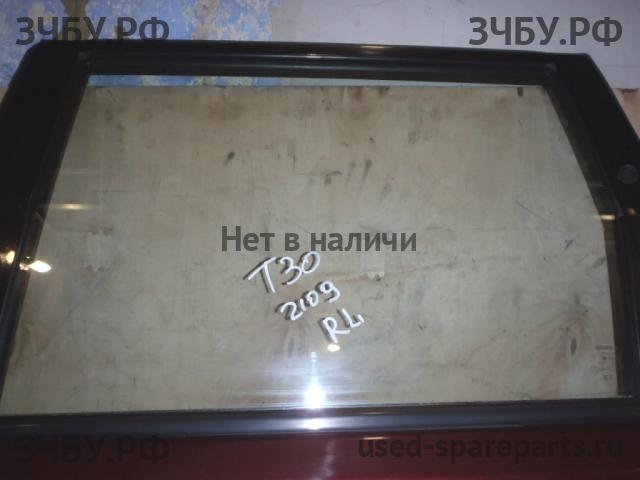 ЗЧБУ.РФ ЗЧБУ.РФ
Нет в наличи
T30
2109
RL
ЗЧБУ.РФ used-spareparts.ru